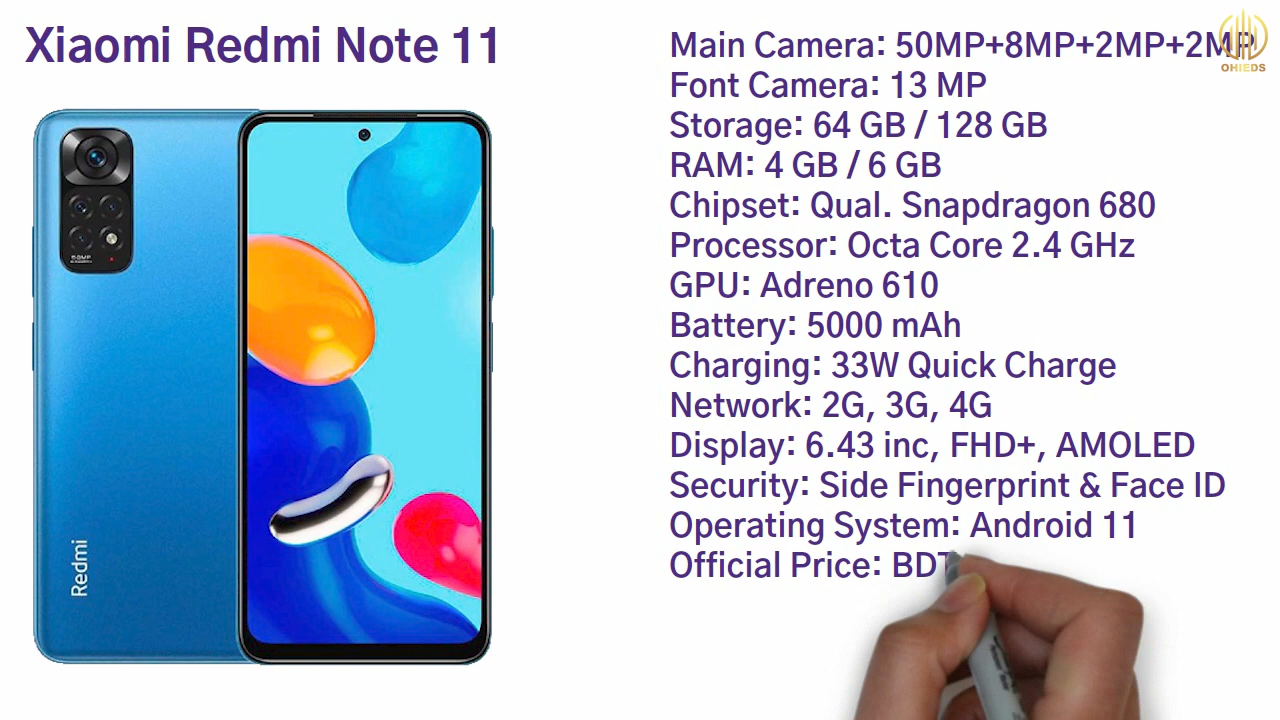 Xiaomi Redmi Note 11
Main Camera: 50MP+8MP+2MP+2MP
OHIEDS
Font Camera: 13 MP
Storage: 64 GB / 128 GB
RAM: 4 GB / 6 GB
Chipset: Qual. Snapdragon 680
Processor: Octa Core 2.4 GHz
GPU: Adreno 610
Battery: 5000 mAh
Charging: 33W Quick Charge
Network: 2G, 3G, 4G
Display: 6.43 inc, FHD+, AMOLED
Security: Side Fingerprint & Face ID
Operating System: Android 11
Official Price: BDT
50MP
Redmi